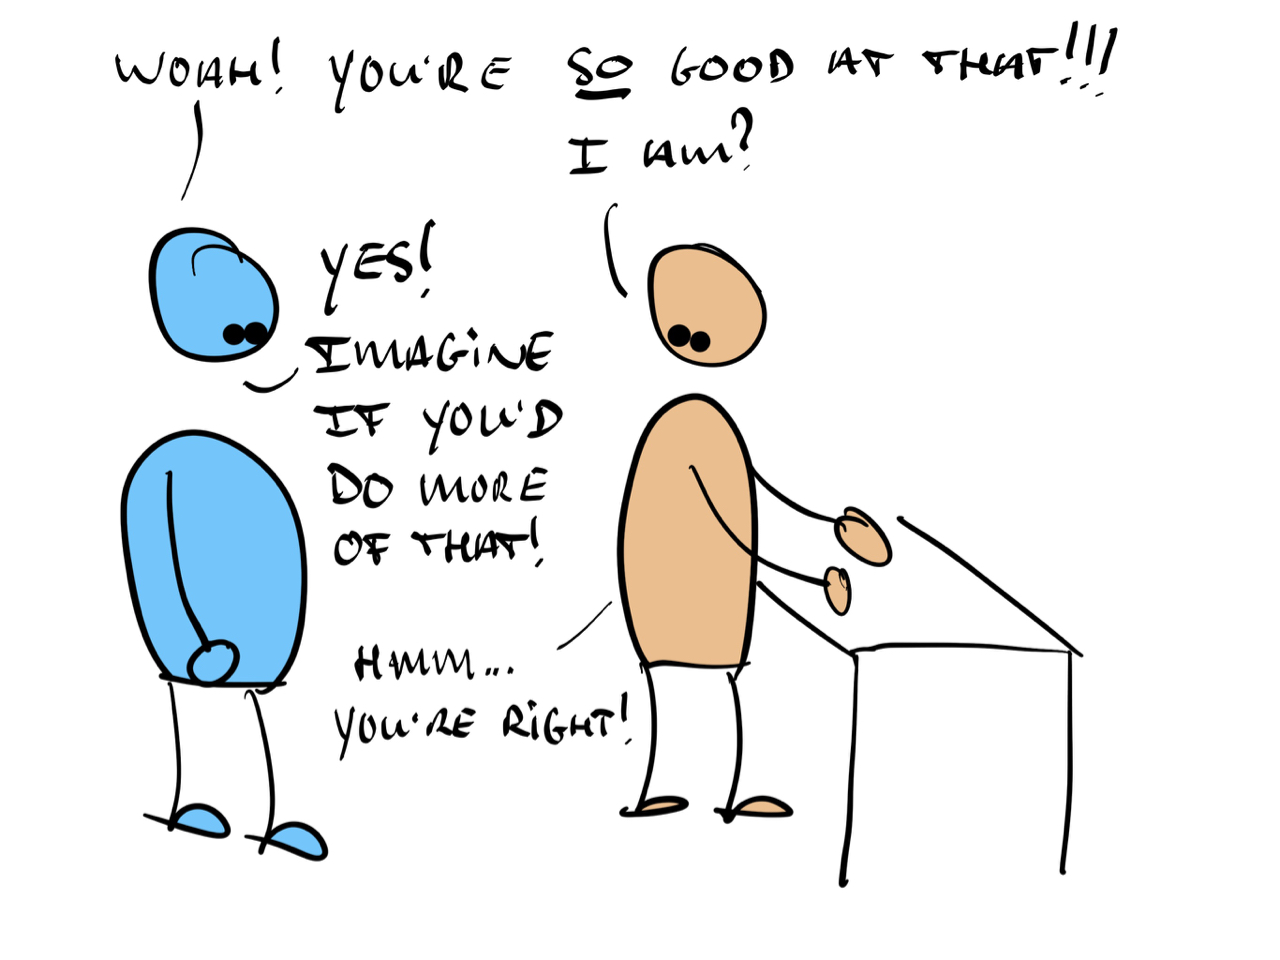 WOAH! YOU'RE SO GOOD AT THAT!!!
I AM?
YES!
IMAGINE
IF YOU'D
DO MORE
OF THAT!
HMM...
YOU'RE RIGHT!